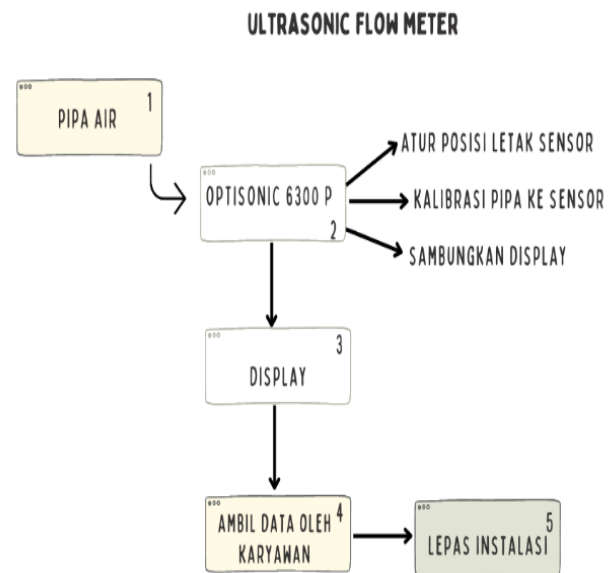 ULTRASONIC FLOW METER
1
PIPA AIR
ATUR POSISI LETAK SENSOR
OPTISONIC 6300 P
KALIBRASI PIPA KE SENSOR
2
SAMBUNGKAN DISPLAY
3
DISPLAY
AMBIL DATA OLEH 4
KARYAWAN
5
LEPAS INSTALASI